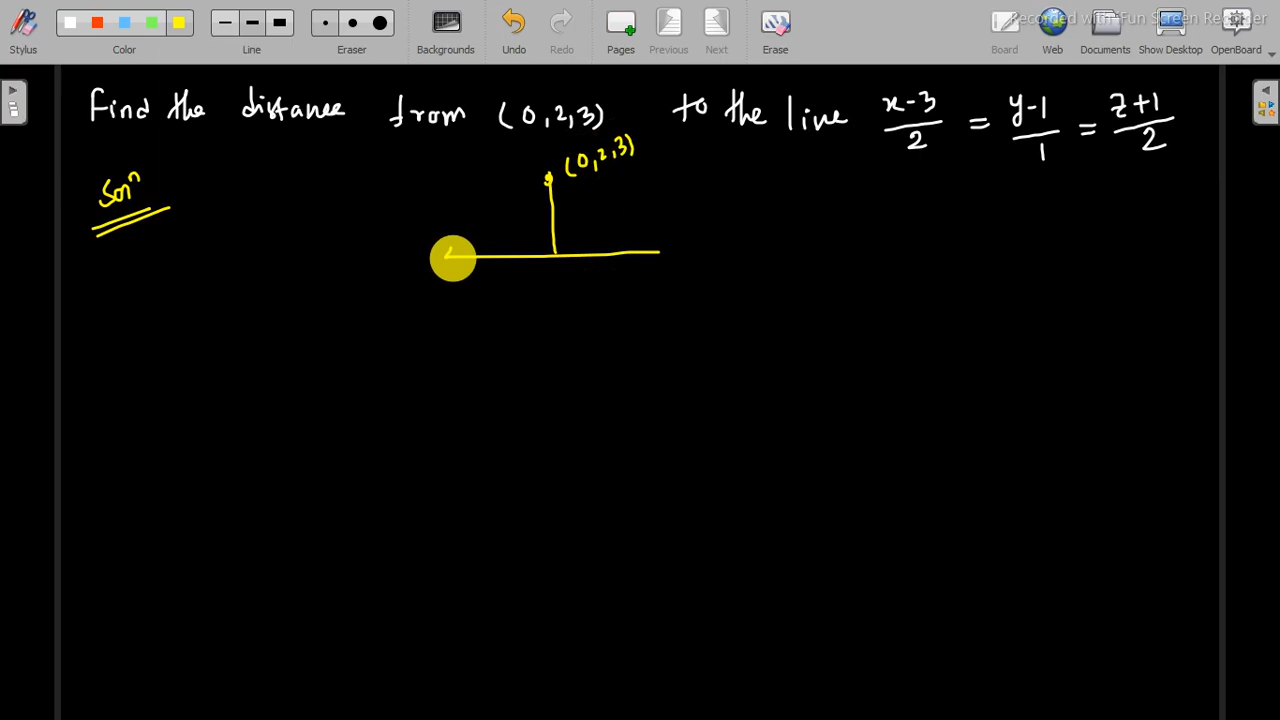 Recorded with Fun Screen Recorder
Stylus Color Line Eraser Backgrounds Undo Redo Pages Previous Next Erase Board Web Documents Show Desktop OpenBoard
Find the distance from (0,2,3) to the line x-3/2 = y-1/1 = z+1/2
(0,2,3)
Solⁿ